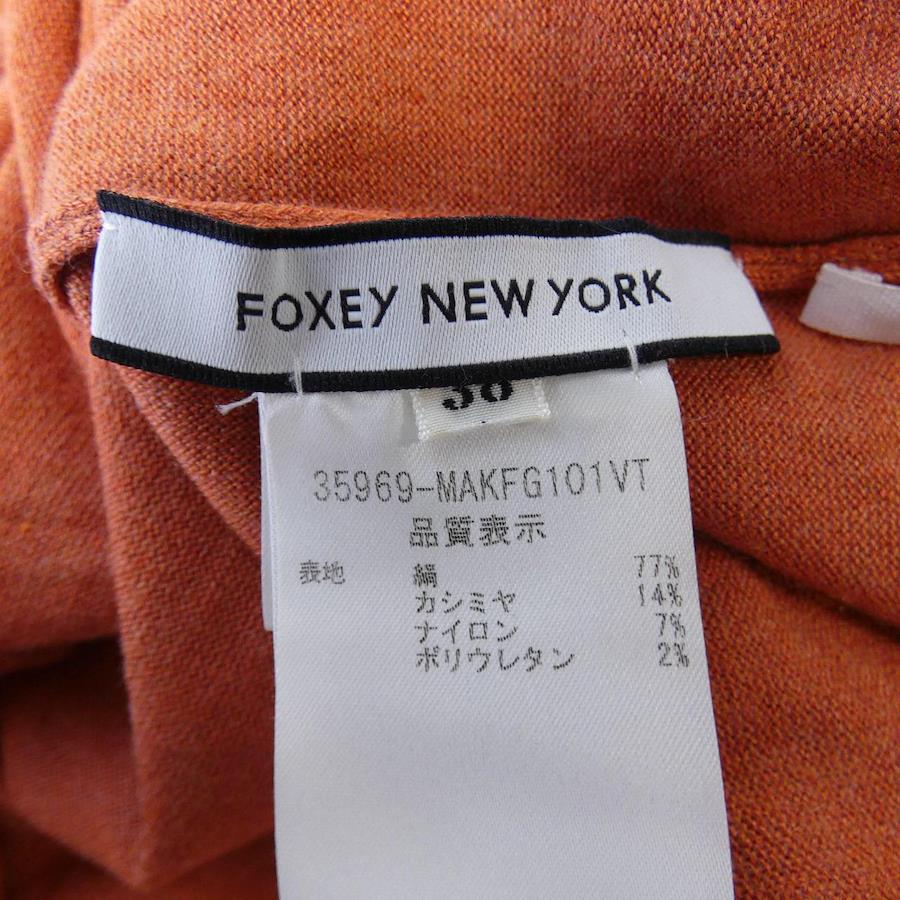 FOXEY NEW YORK
38
35969-MAKFG101VT
品質表示
表地 絹 77%
カシミヤ 14%
ナイロン 7%
ポリウレタン 2%